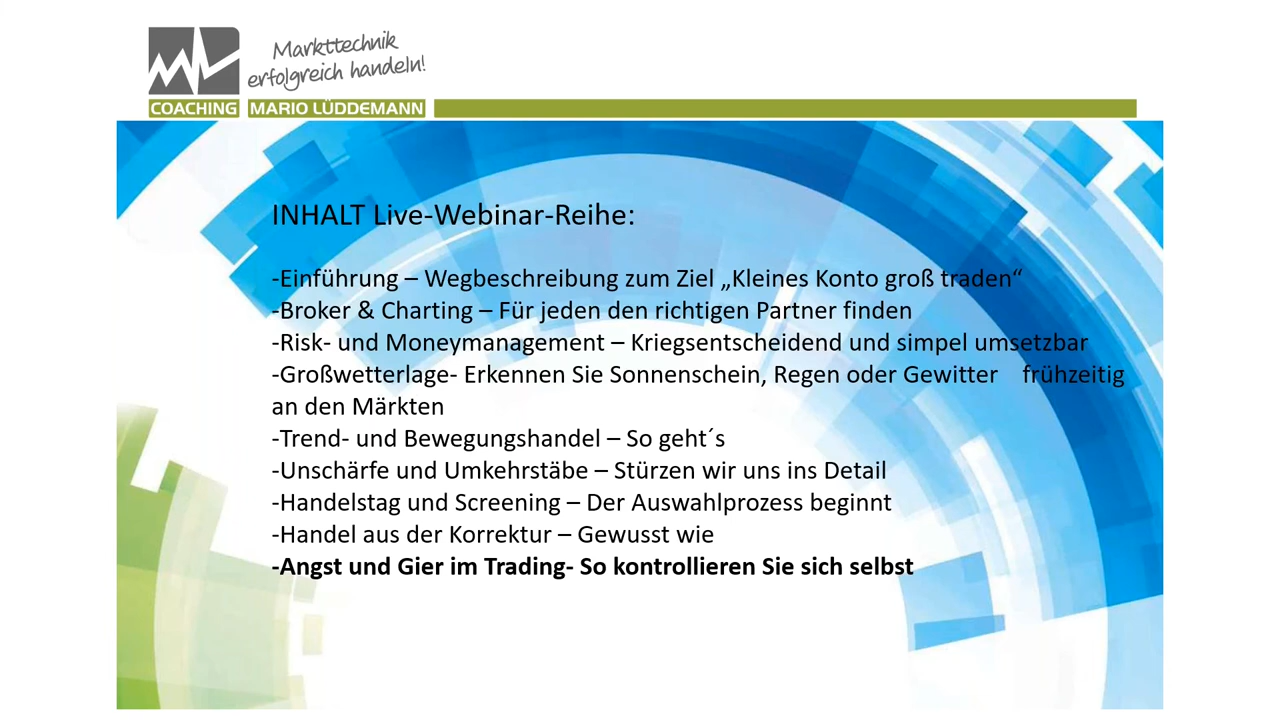 Markttechnik
erfolgreich handeln!
COACHING MARIO LÜDDEMANN
INHALT Live-Webinar-Reihe:
-Einführung – Wegbeschreibung zum Ziel „Kleines Konto groß traden“
-Broker & Charting – Für jeden den richtigen Partner finden
-Risk- und Moneymanagement – Kriegsentscheidend und simpel umsetzbar
-Großwetterlage- Erkennen Sie Sonnenschein, Regen oder Gewitter frühzeitig
an den Märkten
-Trend- und Bewegungshandel – So geht´s
-Unschärfe und Umkehrstäbe – Stürzen wir uns ins Detail
-Handelstag und Screening – Der Auswahlprozess beginnt
-Handel aus der Korrektur – Gewusst wie
-Angst und Gier im Trading- So kontrollieren Sie sich selbst